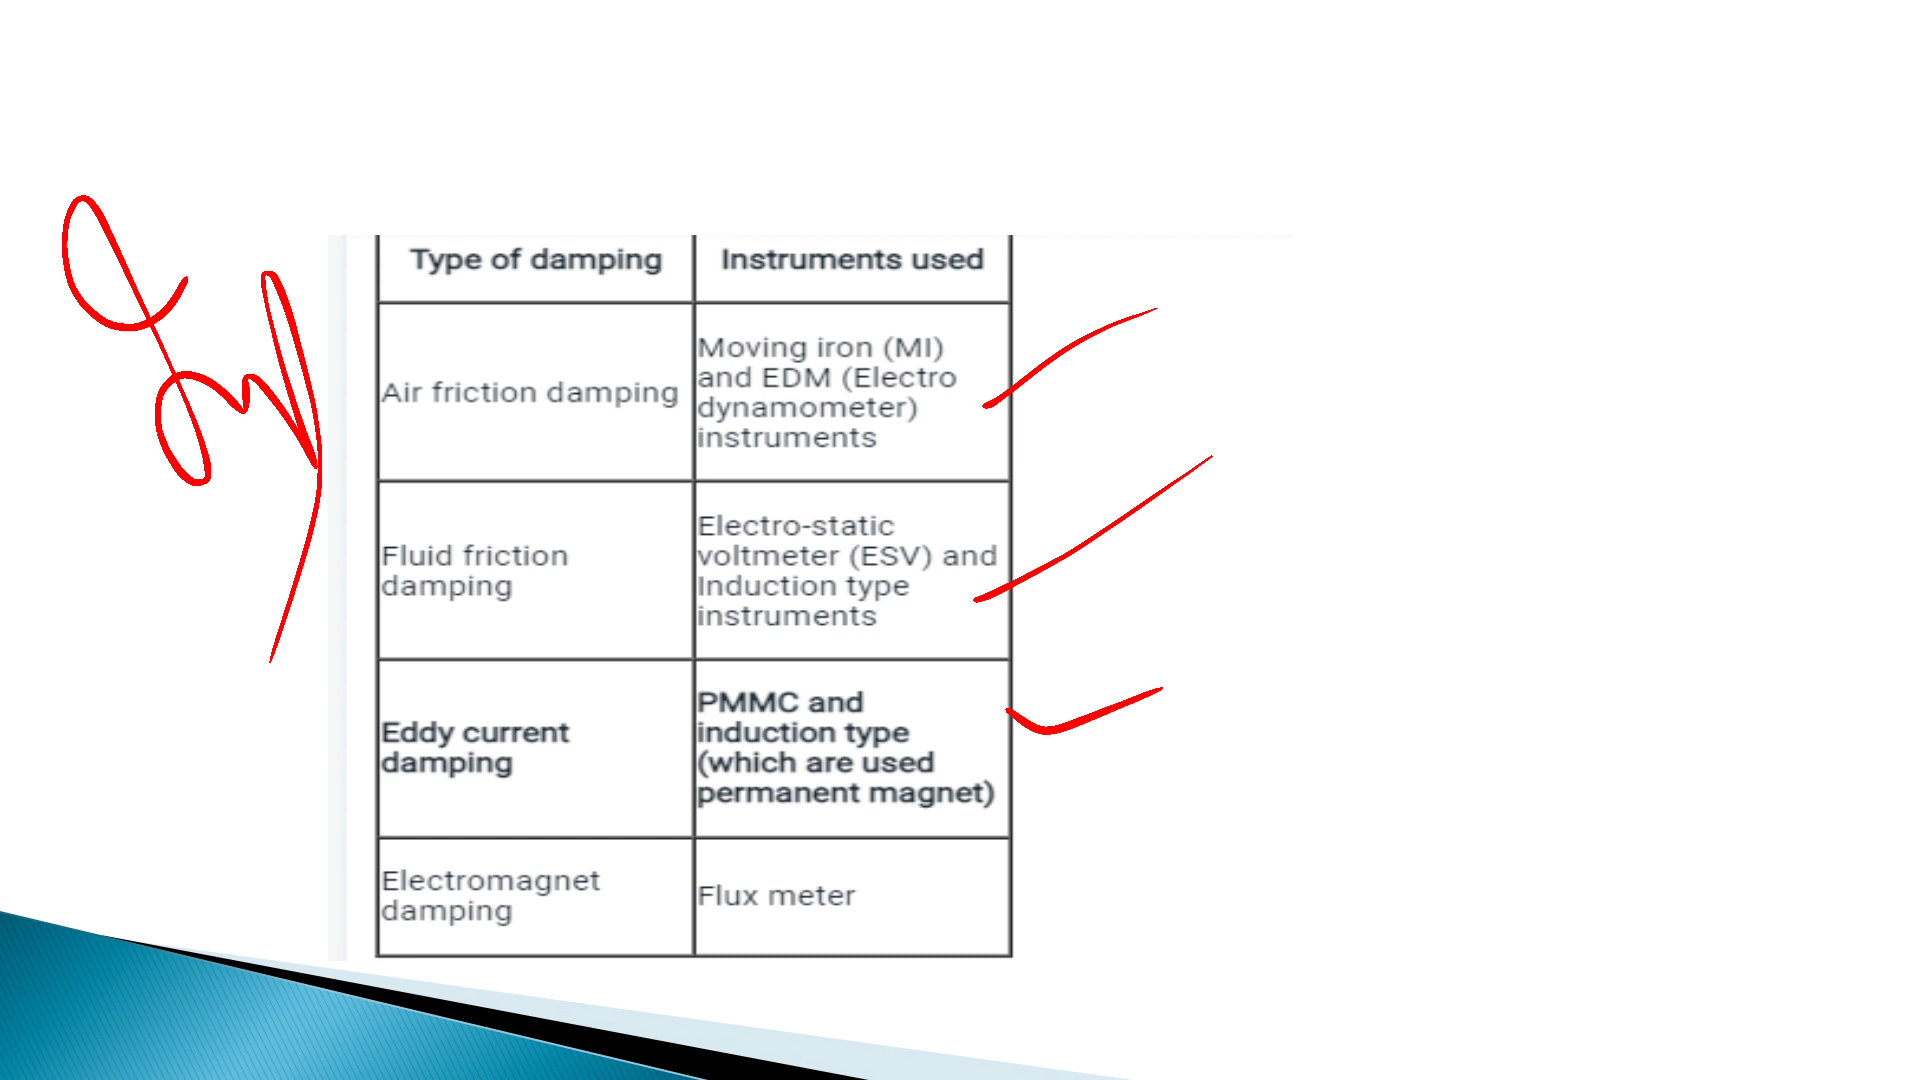 Type of damping
Instruments used
Air friction damping
Moving iron (MI)
and EDM (Electro
dynamometer)
instruments
Fluid friction
damping
Electro-static
voltmeter (ESV) and
Induction type
instruments
Eddy current
damping
PMMC and
induction type
(which are used
permanent magnet)
Electromagnet
damping
Flux meter